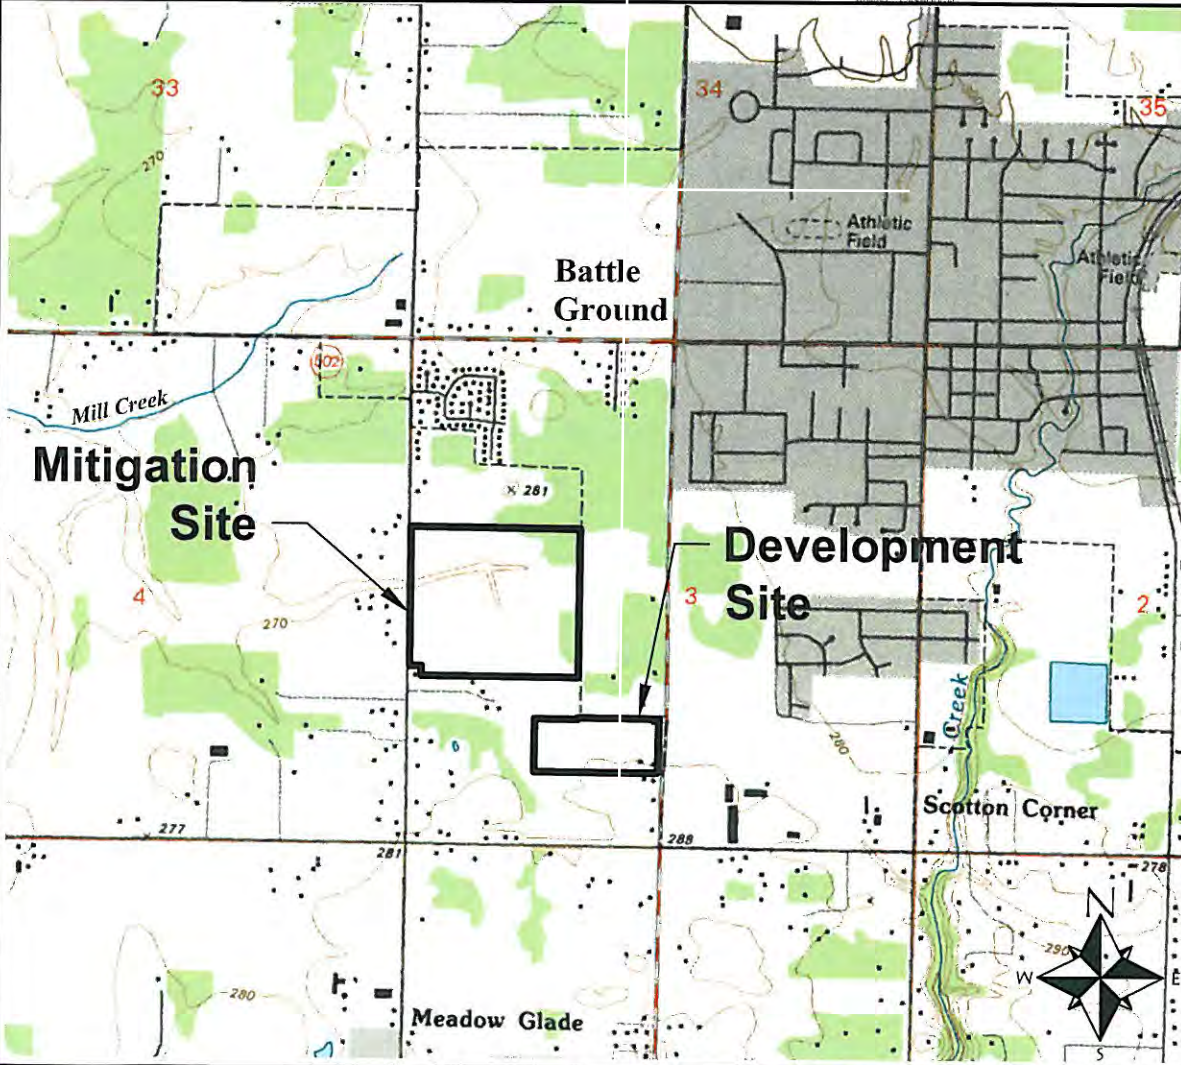 33
34
35
270
Athletic
Field
Athletic
Field
Battle
Ground
502
Mill Creek
Mitigation
Site
281
Development
Site
4
3
2
270
Creek
280
Scotton Corner
277
281
288
278
N
290
W
E
280
Meadow Glade
S